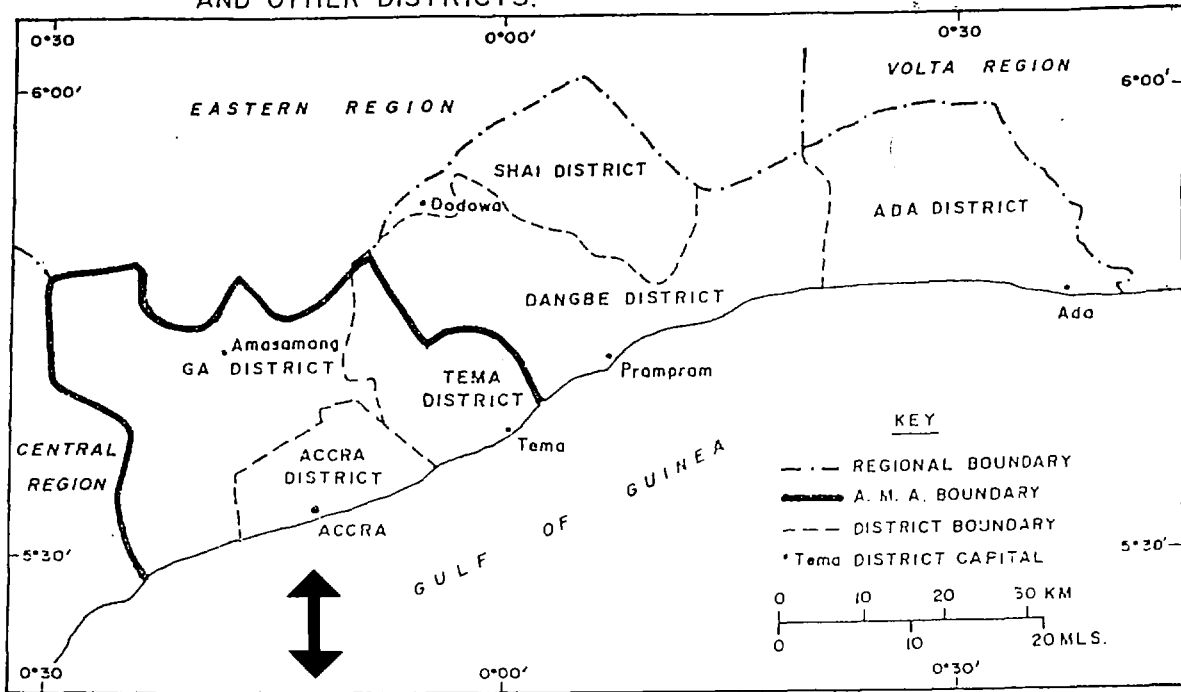 AND OTHER DISTRICTS.
0°30
0°00'
0°30
6°00'
VOLTA REGION
6°00'
EASTERN REGION
SHAI DISTRICT
Dodowa
ADA DISTRICT
DANGBE DISTRICT
Ada
Amasamang
GA DISTRICT
Prampram
TEMA
DISTRICT
Tema
CENTRAL
REGION
ACCRA
DISTRICT
ACCRA
GULF OF GUINEA
5°30'
5°30'
KEY
REGIONAL BOUNDARY
A. M. A. BOUNDARY
DISTRICT BOUNDARY
Tema DISTRICT CAPITAL
0 10 20 30 KM
0 10 20 MLS.
0°30
0°00'
0°30'